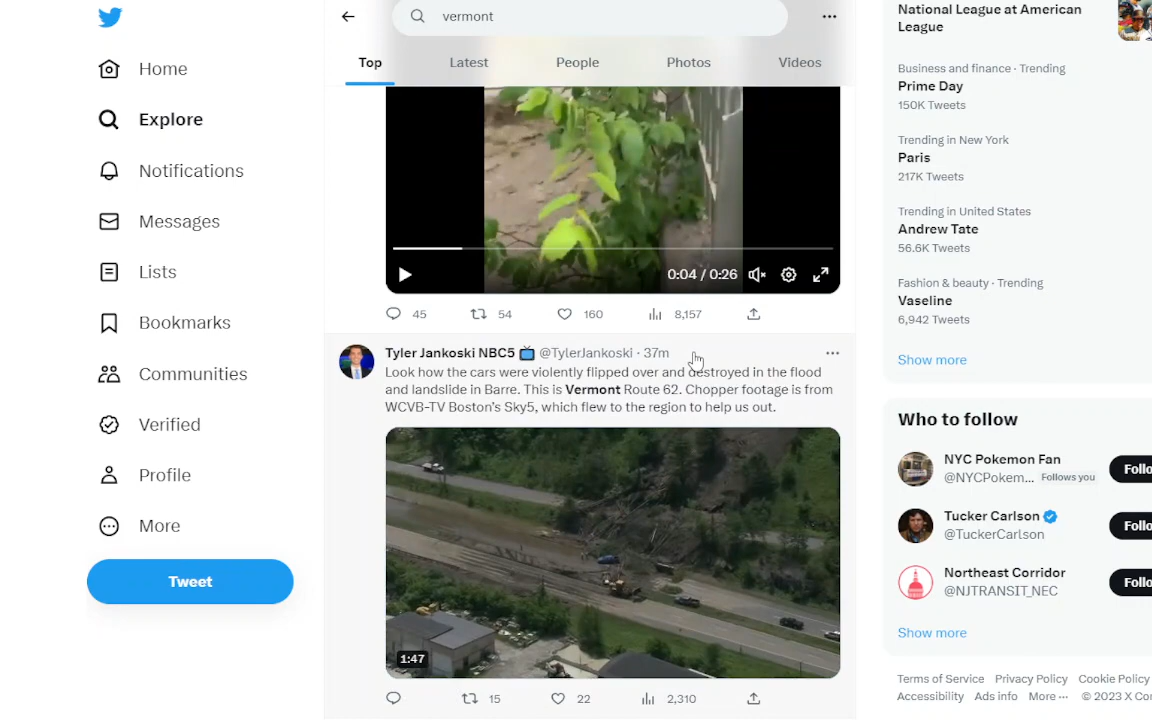 vermont
Top Latest People Photos Videos
Home
Explore
Notifications
Messages
Lists
Bookmarks
Communities
Verified
Profile
More
Tweet
0:04 / 0:26
45 54 160 8,157
Tyler Jankoski NBC5 @TylerJankoski · 37m
Look how the cars were violently flipped over and destroyed in the flood
and landslide in Barre. This is Vermont Route 62. Chopper footage is from
WCVB-TV Boston's Sky5, which flew to the region to help us out.
1:47
15 22 2,310
National League at American
League
Business and finance · Trending
Prime Day
150K Tweets
Trending in New York
Paris
217K Tweets
Trending in United States
Andrew Tate
56.6K Tweets
Fashion & beauty · Trending
Vaseline
6,942 Tweets
Show more
Who to follow
NYC Pokemon Fan
@NYCPokem... Follows you
Follo
Tucker Carlson
@TuckerCarlson
Follo
Northeast Corridor
@NJTRANSIT_NEC
Follo
Show more
Terms of Service Privacy Policy Cookie Policy
Accessibility Ads info More ··· © 2023 X Cor